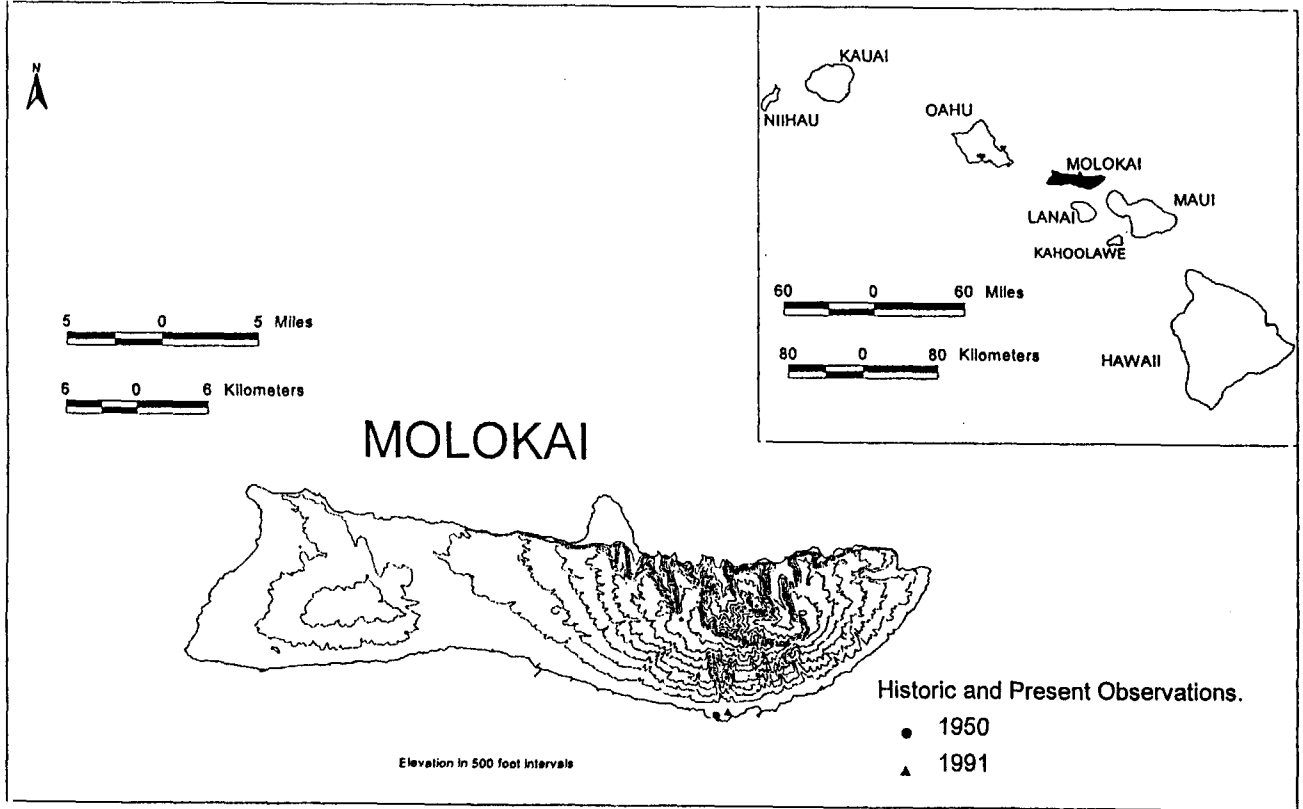 N
KAUAI
NIIHAU
OAHU
MOLOKAI
LANAI
MAUI
KAHOOLAWE
60 0 60 Miles
80 0 80 Kilometers
HAWAII
5 0 5 Miles
6 0 6 Kilometers
MOLOKAI
Historic and Present Observations.
1950
1991
Elevation in 500 foot intervals